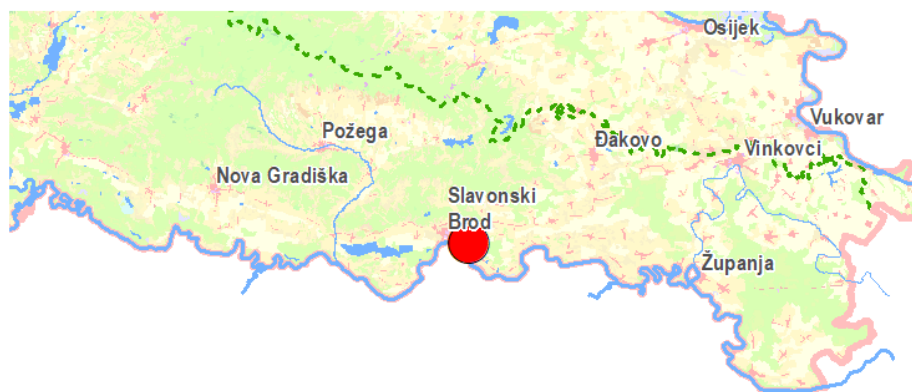 Osijek
Vukovar
Požega
Đakovo
Vinkovci
Nova Gradiška
Slavonski
Brod
Županja